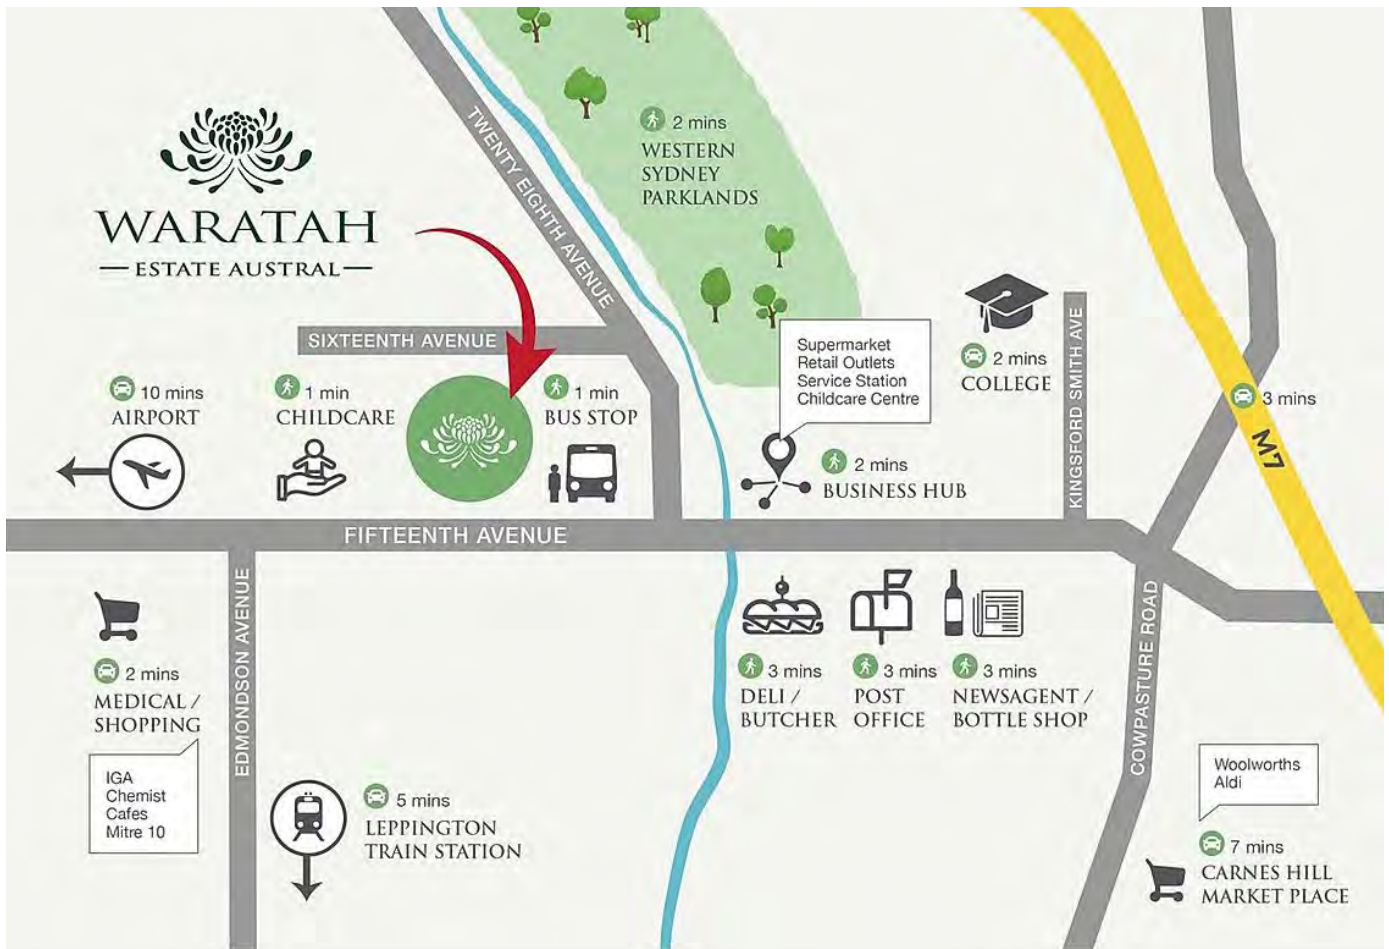 WARATAH
ESTATE AUSTRAL
TWENTY EIGHTH AVENUE
2 mins
WESTERN
SYDNEY
PARKLANDS
SIXTEENTH AVENUE
10 mins
AIRPORT
1 min
CHILDCARE
1 min
BUS STOP
Supermarket
Retail Outlets
Service Station
Childcare Centre
2 mins
BUSINESS HUB
2 mins
COLLEGE
KINGSFORD SMITH AVE
3 mins
M7
FIFTEENTH AVENUE
2 mins
MEDICAL /
SHOPPING
IGA
Chemist
Cafes
Mitre 10
EDMONDSON AVENUE
5 mins
LEPPINGTON
TRAIN STATION
3 mins
DELI /
BUTCHER
3 mins
POST
OFFICE
3 mins
NEWSAGENT /
BOTTLE SHOP
COWPASTURE ROAD
Woolworths
Aldi
7 mins
CARNES HILL
MARKET PLACE